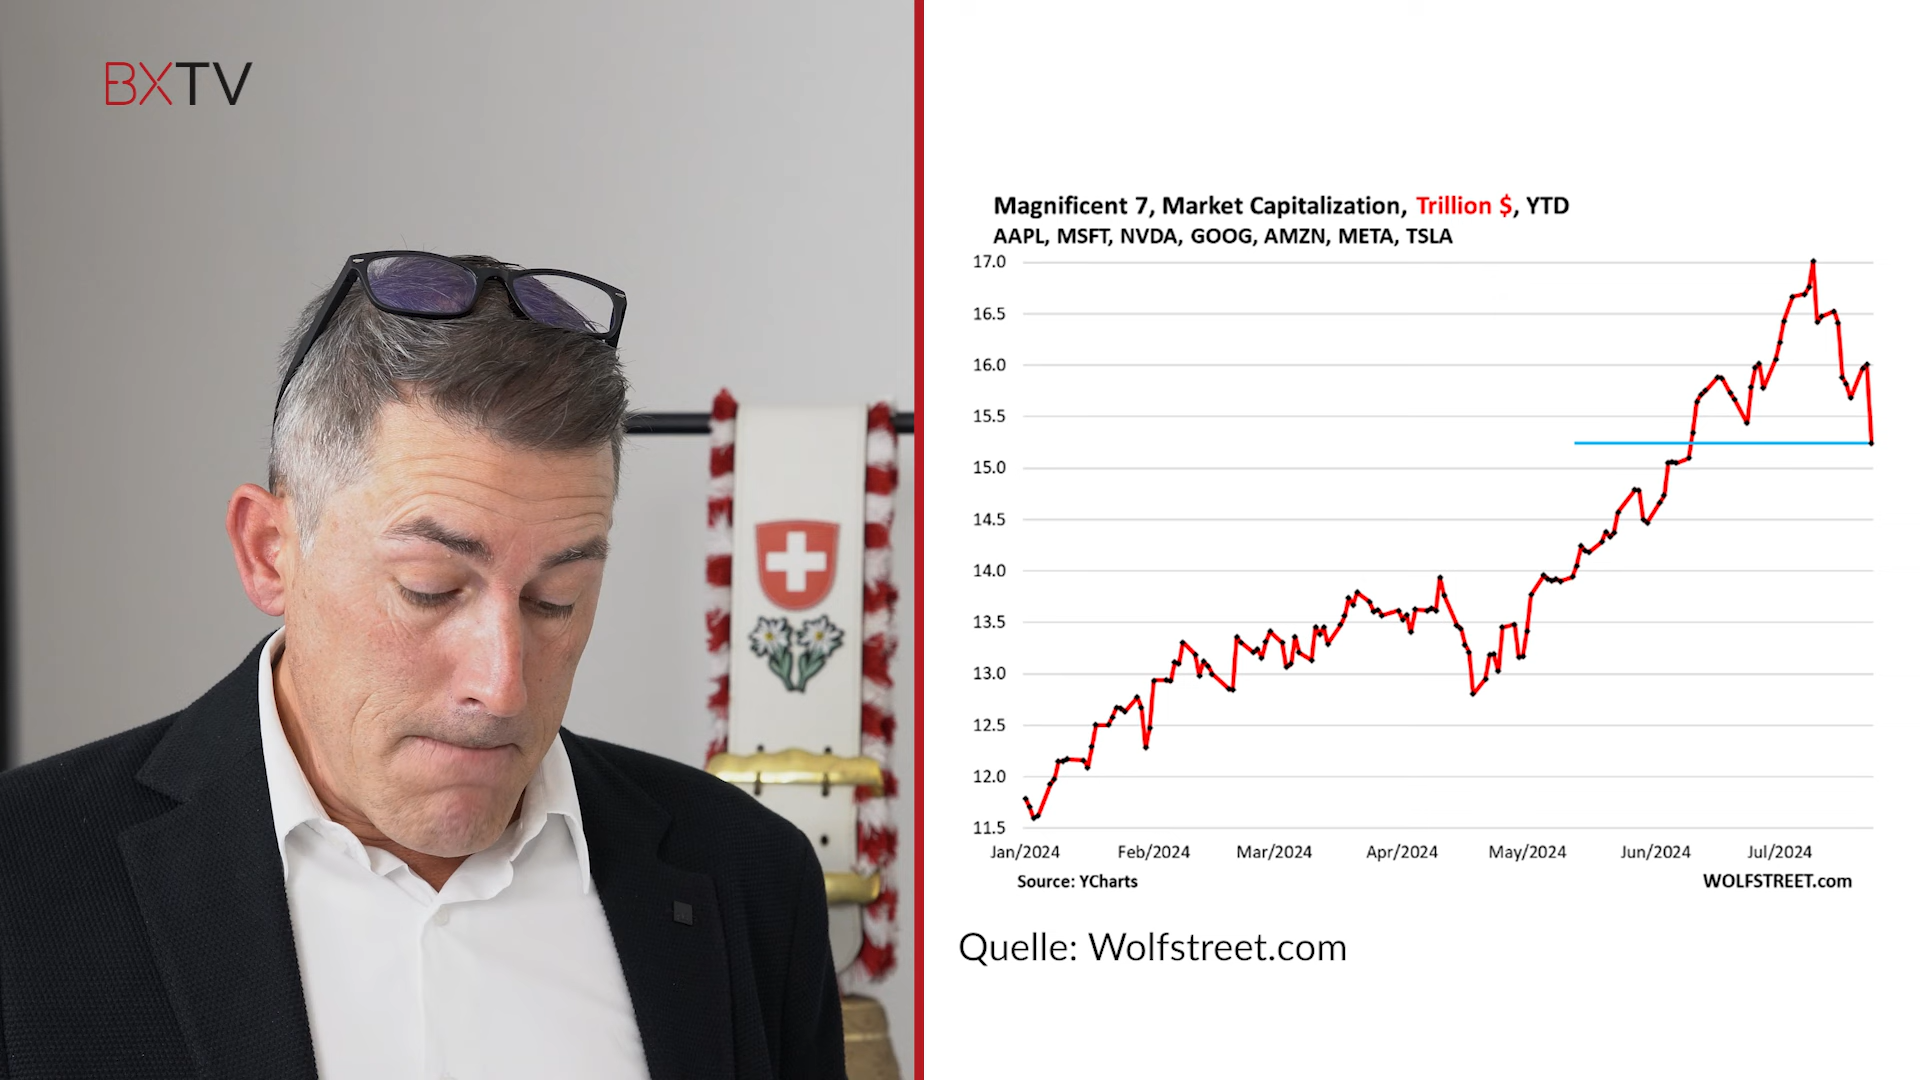 BXTV
Magnificent 7, Market Capitalization, Trillion $, YTD
AAPL, MSFT, NVDA, GOOG, AMZN, META, TSLA
17.0
16.5
16.0
15.5
15.0
14.5
14.0
13.5
13.0
12.5
12.0
11.5
Jan/2024 Feb/2024 Mar/2024 Apr/2024 May/2024 Jun/2024 Jul/2024
Source: YCharts WOLFSTREET.com
Quelle: Wolfstreet.com